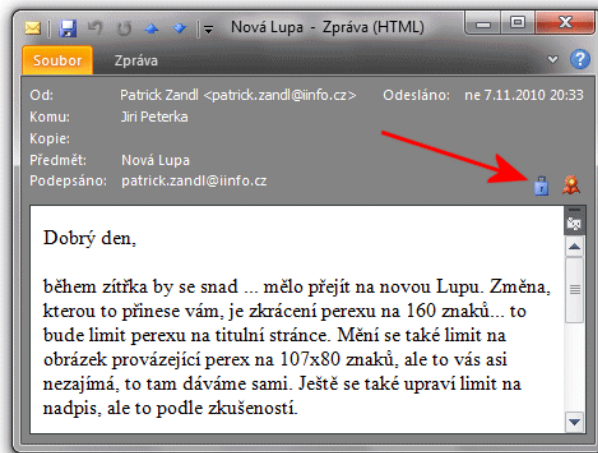 Nová Lupa - Zpráva (HTML)
Soubor Zpráva
Od: Patrick Zandl <patrick.zandl@iinfo.cz> Odesláno: ne 7.11.2010 20:33
Komu: Jiri Peterka
Kopie:
Předmět: Nová Lupa
Podepsáno: patrick.zandl@iinfo.cz
Dobrý den,
během zítřka by se snad ... mělo přejít na novou Lupu. Změna,
kterou to přinese vám, je zkrácení perexu na 160 znaků... to
bude limit perexu na titulní stránce. Mění se také limit na
obrázek provázející perex na 107x80 znaků, ale to vás asi
nezajímá, to tam dáváme sami. Ještě se také upraví limit na
nadpis, ale to podle zkušeností.